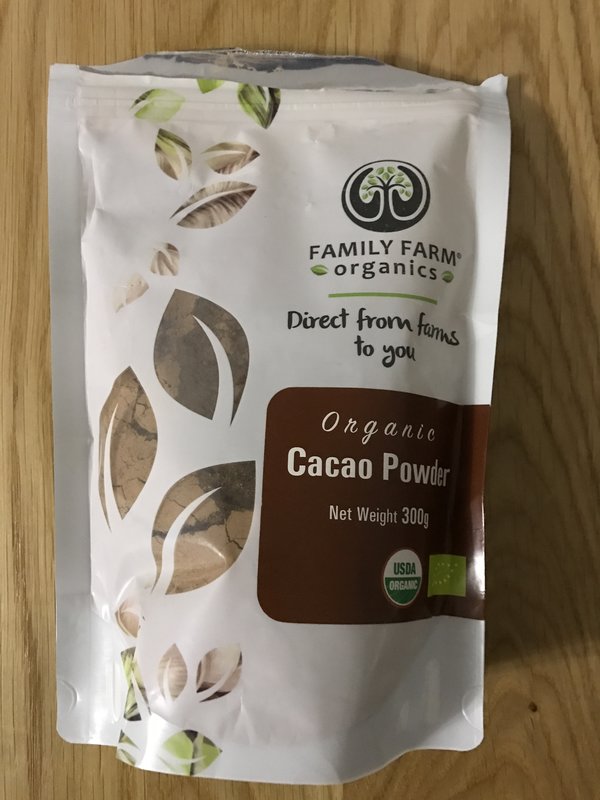 FAMILY FARM®
organics
Direct from farms
to you
Organic
Cacao Powder
Net Weight 300g
USDA
ORGANIC